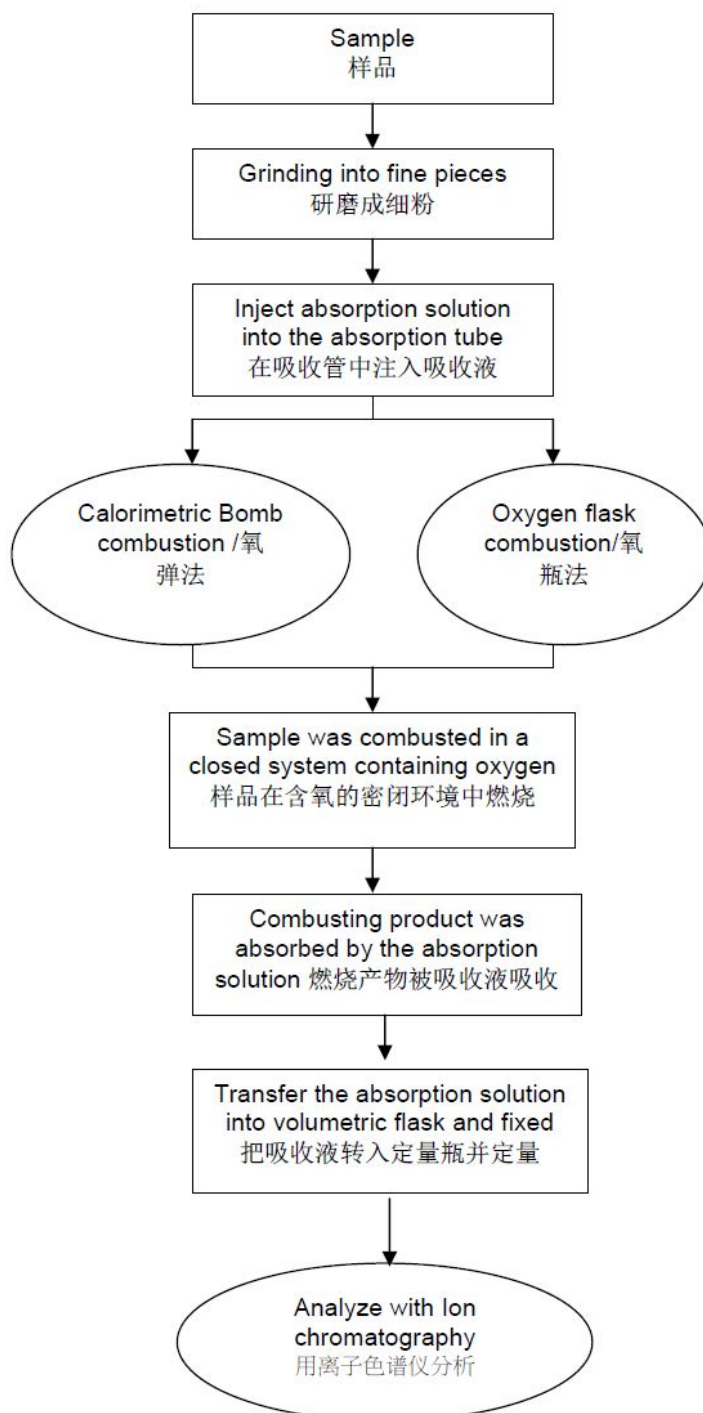 Sample
样品
Grinding into fine pieces
研磨成细粉
Inject absorption solution
into the absorption tube
在吸收管中注入吸收液
Calorimetric Bomb
combustion /氧
弹法
Oxygen flask
combustion/氧
瓶法
Sample was combusted in a
closed system containing oxygen
样品在含氧的密闭环境中燃烧
Combusting product was
absorbed by the absorption
solution 燃烧产物被吸收液吸收
Transfer the absorption solution
into volumetric flask and fixed
把吸收液转入定量瓶并定量
Analyze with Ion
chromatography
用离子色谱仪分析